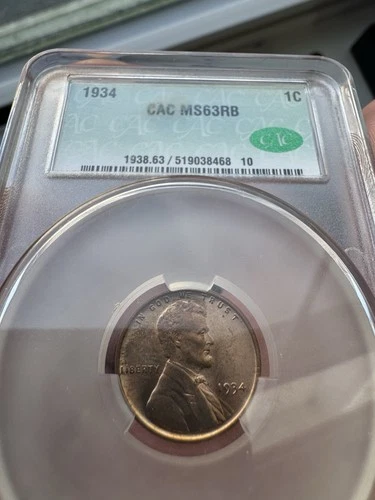 1934 1C
CAC MS63RB
CAC
1938.63 / 519038468 10
IN GOD WE TRUST
LIBERTY
1934